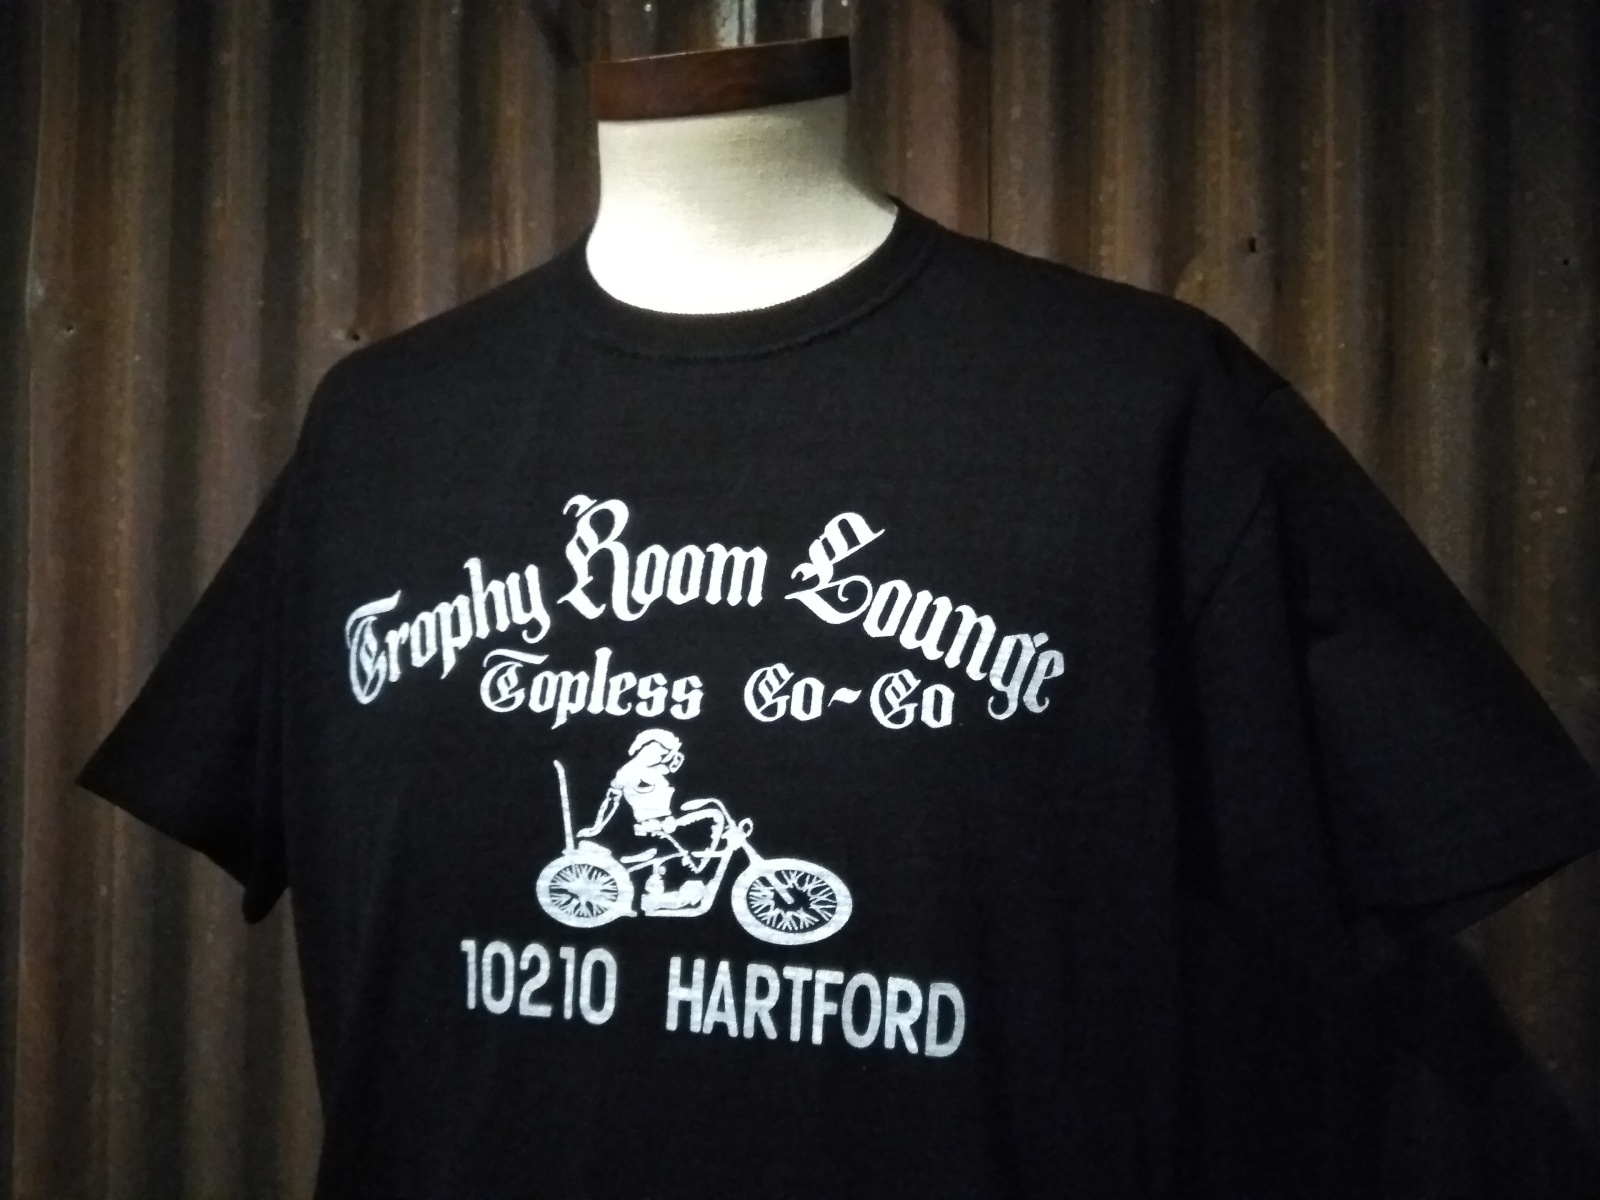 Trophy Room Lounge
Topless Go~Go
10210 HARTFORD